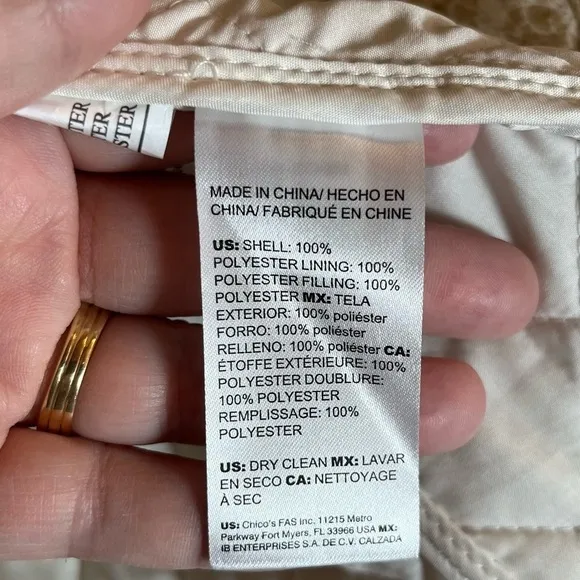 STER
STER
STER
MADE IN CHINA/ HECHO EN
CHINA/ FABRIQUÉ EN CHINE
US: SHELL: 100%
POLYESTER LINING: 100%
POLYESTER FILLING: 100%
POLYESTER MX: TELA
EXTERIOR: 100% poliéster
FORRO: 100% poliéster
RELLENO: 100% poliéster CA:
ÉTOFFE EXTÉRIEURE: 100%
POLYESTER DOUBLURE:
100% POLYESTER
REMPLISSAGE: 100%
POLYESTER
US: DRY CLEAN MX: LAVAR
EN SECO CA: NETTOYAGE
À SEC
US: Chico's FAS Inc. 11215 Metro
Parkway Fort Myers, FL 33966 USA MX:
IB ENTERPRISES S.A. DE C.V. CALZADA